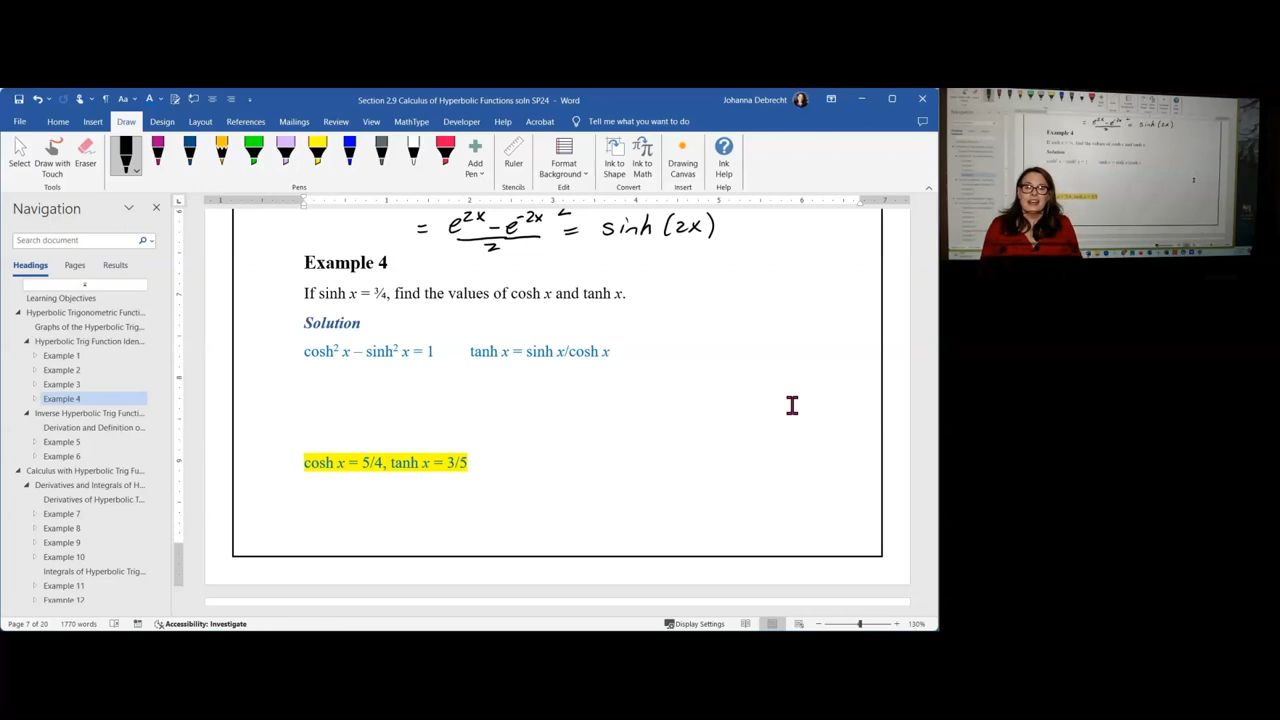 Section 2.9 Calculus of Hyperbolic Functions soln SP24 - Word
Johanna Debrecht
File Home Insert Draw Design Layout References Mailings Review View MathType Developer Help Acrobat Tell me what you want to do
Select
Draw with Touch
Eraser
Add Pen
Ruler
Format Background
Ink to Shape
Ink to Math
Drawing Canvas
Ink Help
Tools Pens Stencils Edit Convert Insert Help
Navigation
Search document
Headings Pages Results
Learning Objectives
Hyperbolic Trigonometric Functi...
Graphs of the Hyperbolic Trig...
Hyperbolic Trig Function Iden...
Example 1
Example 2
Example 3
Example 4
Inverse Hyperbolic Trig Functi...
Derivation and Definition o...
Example 5
Example 6
Calculus with Hyperbolic Trig Fu...
Derivatives and Integrals of H...
Derivatives of Hyperbolic T...
Example 7
Example 8
Example 9
Example 10
Integrals of Hyperbolic Trig...
Example 11
Example 12
= (e^2x – e^-2x)/2 = sinh (2x)
Example 4
If sinh x = ¾, find the values of cosh x and tanh x.
Solution
cosh² x – sinh² x = 1 tanh x = sinh x/cosh x
cosh x = 5/4, tanh x = 3/5
Page 7 of 20 1770 words Accessibility: Investigate Display Settings 130%